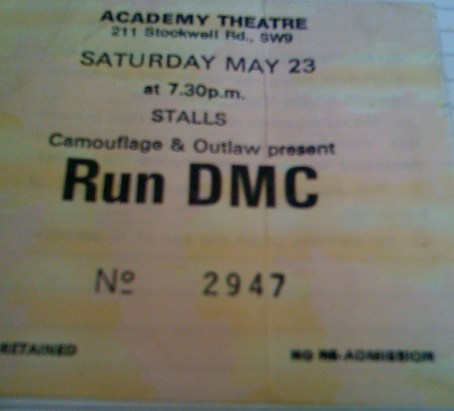 ACADEMY THEATRE
211 Stockwell Rd., SW9
SATURDAY MAY 23
at 7.30p.m.
STALLS
Camouflage & Outlaw present
Run DMC
Nº 2947
RETAINED NO RE-ADMISSION